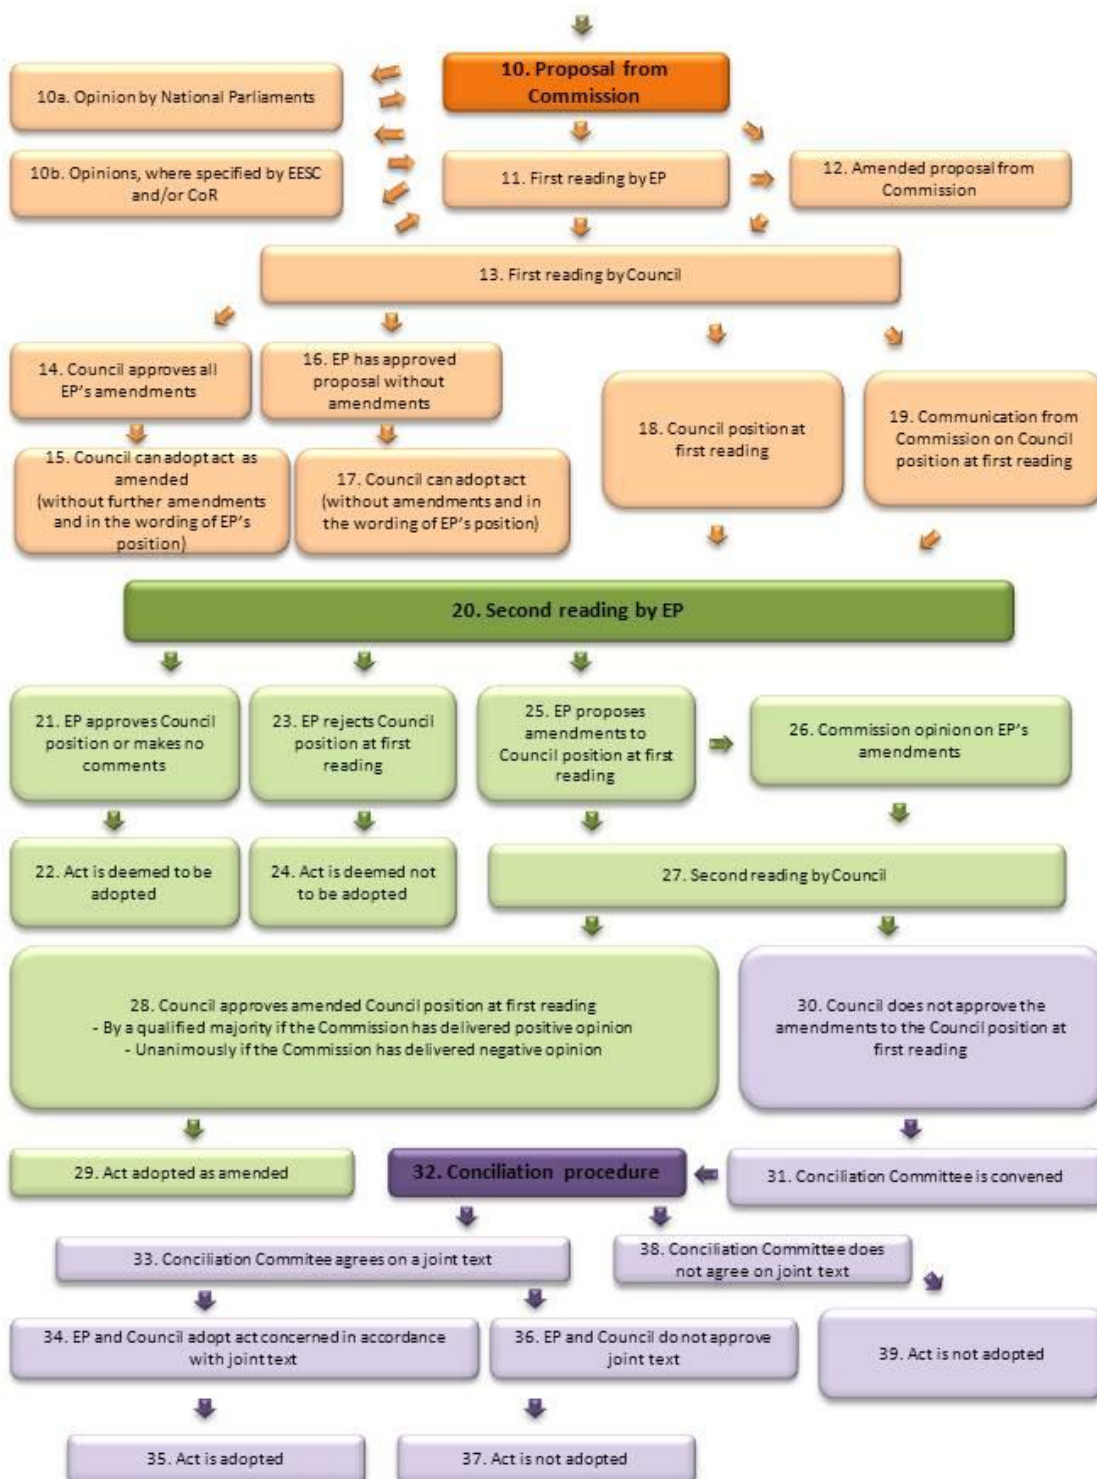 10. Proposal from
Commission
10a. Opinion by National Parliaments
10b. Opinions, where specified by EESC
and/or CoR
11. First reading by EP
12. Amended proposal from
Commission
13. First reading by Council
14. Council approves all
EP's amendments
16. EP has approved
proposal without
amendments
18. Council position at
first reading
19. Communication from
Commission on Council
position at first reading
15. Council can adopt act as
amended
(without further amendments
and in the wording of EP's
position)
17. Council can adopt act
(without amendments and in
the wording of EP's position)
20. Second reading by EP
21. EP approves Council
position or makes no
comments
23. EP rejects Council
position at first
reading
25. EP proposes
amendments to
Council position at first
reading
26. Commission opinion on EP's
amendments
22. Act is deemed to be
adopted
24. Act is deemed not
to be adopted
27. Second reading by Council
28. Council approves amended Council position at first reading
- By a qualified majority if the Commission has delivered positive opinion
- Unanimously if the Commission has delivered negative opinion
30. Council does not approve the
amendments to the Council position at
first reading
29. Act adopted as amended
32. Conciliation procedure
31. Conciliation Committee is convened
33. Conciliation Commitee agrees on a joint text
38. Conciliation Committee does
not agree on joint text
34. EP and Council adopt act concerned in accordance
with joint text
36. EP and Council do not approve
joint text
39. Act is not adopted
35. Act is adopted
37. Act is not adopted